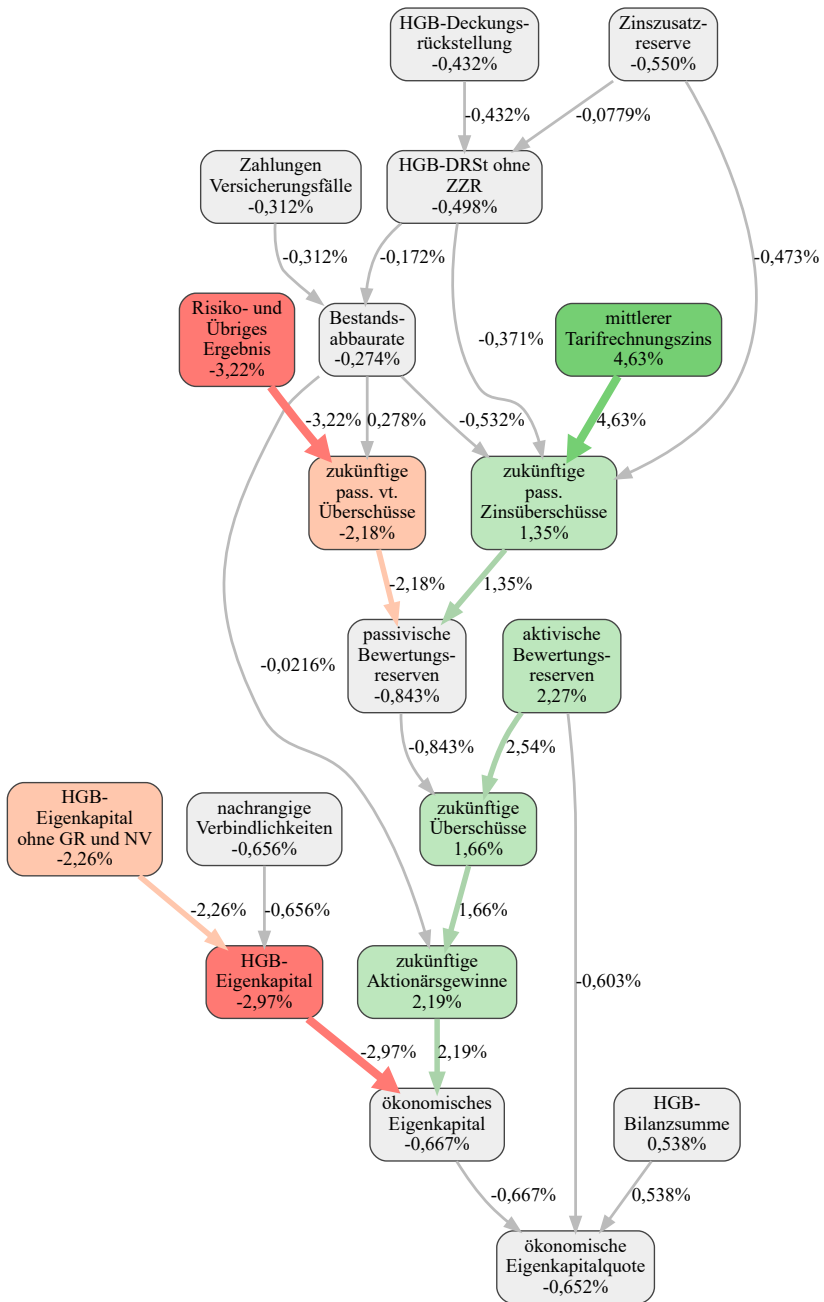 HGB-Deckungs-
rückstellung
-0,432%
Zinszusatz-
reserve
-0,550%
-0,432%
-0,0779%
Zahlungen
Versicherungsfälle
-0,312%
HGB-DRSt ohne
ZZR
-0,498%
-0,312%
-0,172%
-0,473%
Risiko- und
Übriges
Ergebnis
-3,22%
Bestands-
abbaurate
-0,274%
-0,371%
mittlerer
Tarifrechnungszins
4,63%
-3,22%
0,278%
-0,532%
4,63%
zukünftige
pass. vt.
Überschüsse
-2,18%
zukünftige
pass.
Zinsüberschüsse
1,35%
-2,18%
1,35%
-0,0216%
passivische
Bewertungs-
reserven
-0,843%
aktivische
Bewertungs-
reserven
2,27%
-0,843%
2,54%
HGB-
Eigenkapital
ohne GR und NV
-2,26%
nachrangige
Verbindlichkeiten
-0,656%
zukünftige
Überschüsse
1,66%
-2,26%
-0,656%
1,66%
HGB-
Eigenkapital
-2,97%
zukünftige
Aktionärsgewinne
2,19%
-0,603%
-2,97%
2,19%
ökonomisches
Eigenkapital
-0,667%
HGB-
Bilanzsumme
0,538%
-0,667%
0,538%
ökonomische
Eigenkapitalquote
-0,652%